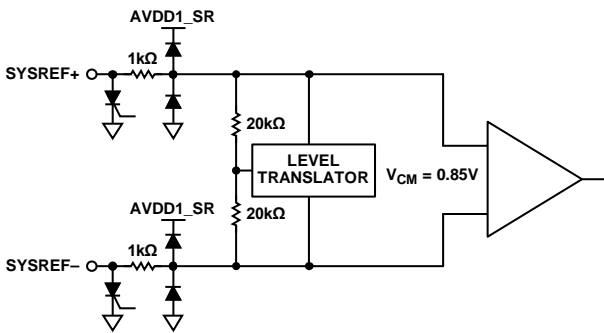 AVDD1_SR
1kΩ
SYSREF+
20kΩ
LEVEL
TRANSLATOR
VCM = 0.85V
20kΩ
AVDD1_SR
1kΩ
SYSREF–